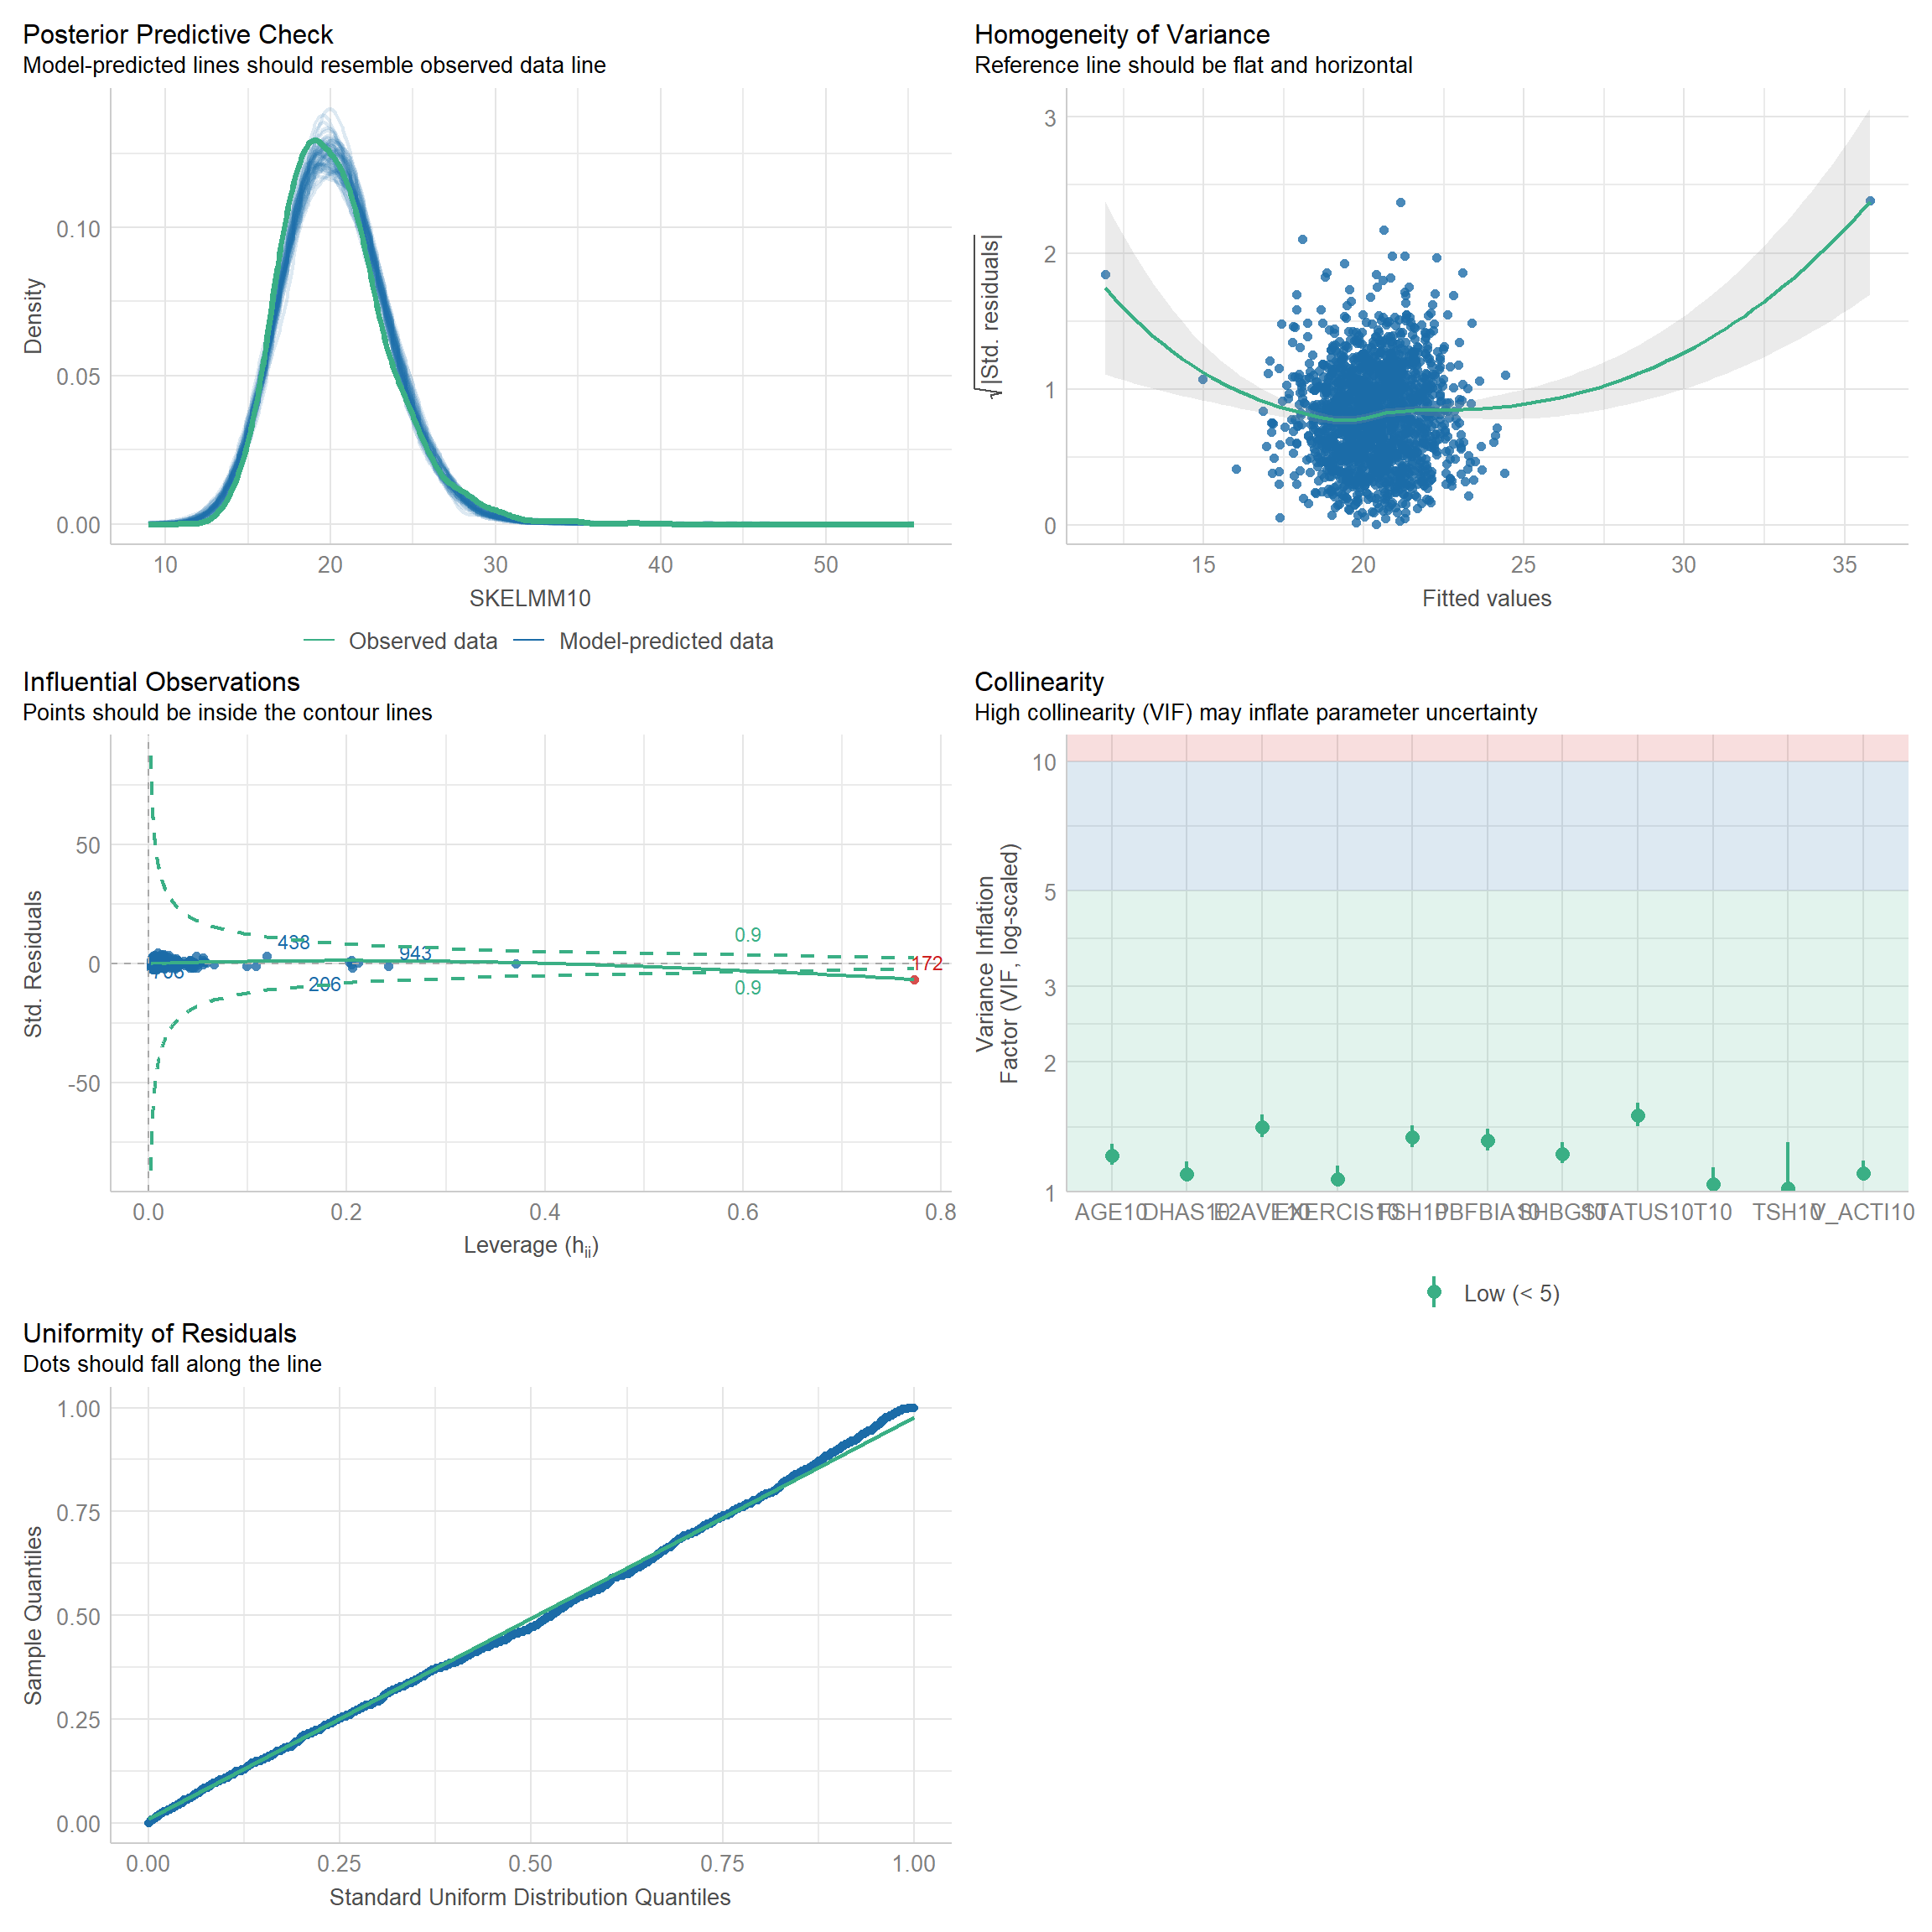 Posterior Predictive Check
Model-predicted lines should resemble observed data line
0.10
0.05
0.00
Density
10 20 30 40 50
SKELMM10
Observed data Model-predicted data
Homogeneity of Variance
Reference line should be flat and horizontal
3
2
1
0
√|Std. residuals|
15 20 25 30 35
Fitted values
Influential Observations
Points should be inside the contour lines
50
0
-50
Std. Residuals
438
943
206
172
0.9
0.9
0.0 0.2 0.4 0.6 0.8
Leverage (hii)
Collinearity
High collinearity (VIF) may inflate parameter uncertainty
10
5
3
2
1
Variance Inflation
Factor (VIF, log-scaled)
AGE10 DHAS10 E2AVE10 EXERCIS10 FSH10 PBFBIA10 SHBG10 STATUS10 T10 TSH10 V_ACTI10
Low (< 5)
Uniformity of Residuals
Dots should fall along the line
1.00
0.75
0.50
0.25
0.00
Sample Quantiles
0.00 0.25 0.50 0.75 1.00
Standard Uniform Distribution Quantiles